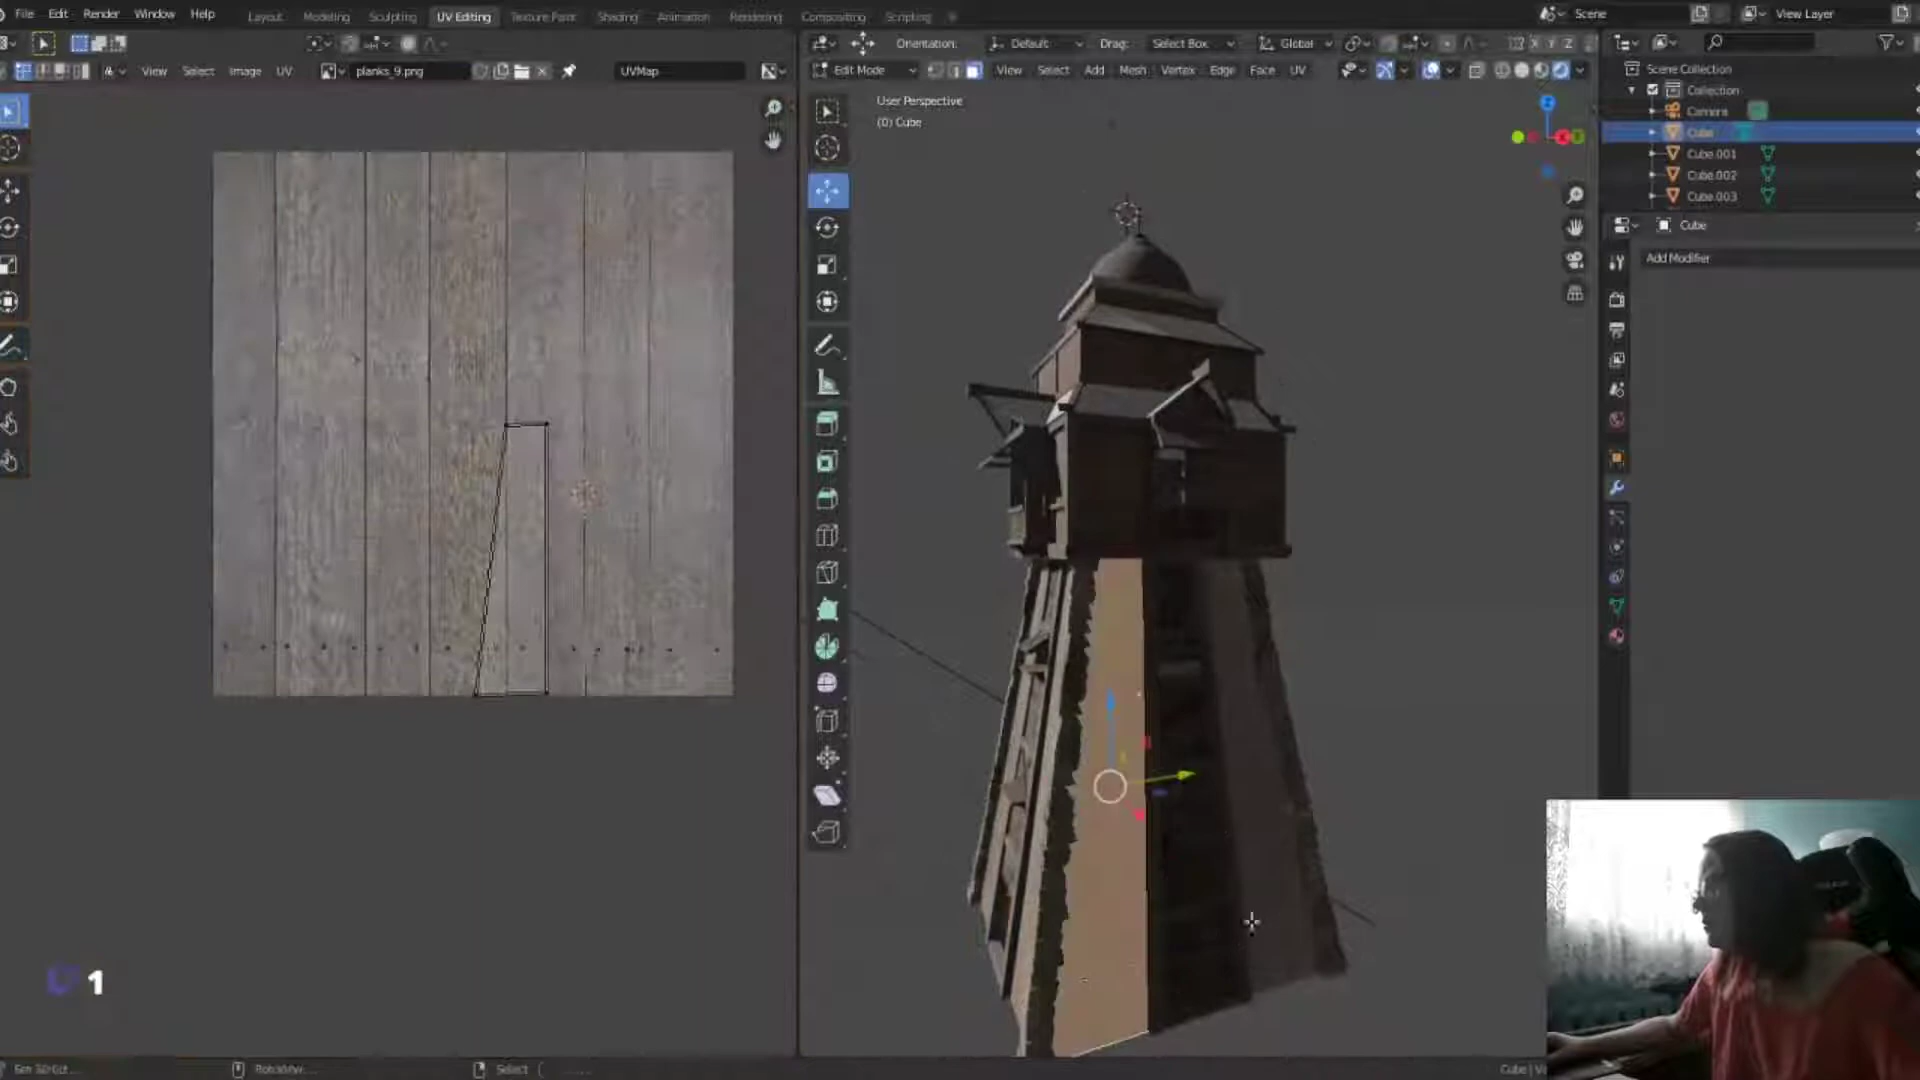 File Edit Render Window Help
Layout Modeling Sculpting UV Editing Texture Paint Shading Animation Rendering Compositing Scripting +
Scene
View Layer
Orientation: Default Drag: Select Box Global
View Select Image UV planks_9.png UVMap
Edit Mode View Select Add Mesh Vertex Edge Face UV
X Y Z
User Perspective
(0) Cube
Scene Collection
Collection
Camera
Cube
Cube.001
Cube.002
Cube.003
Cube
Add Modifier
1
Select